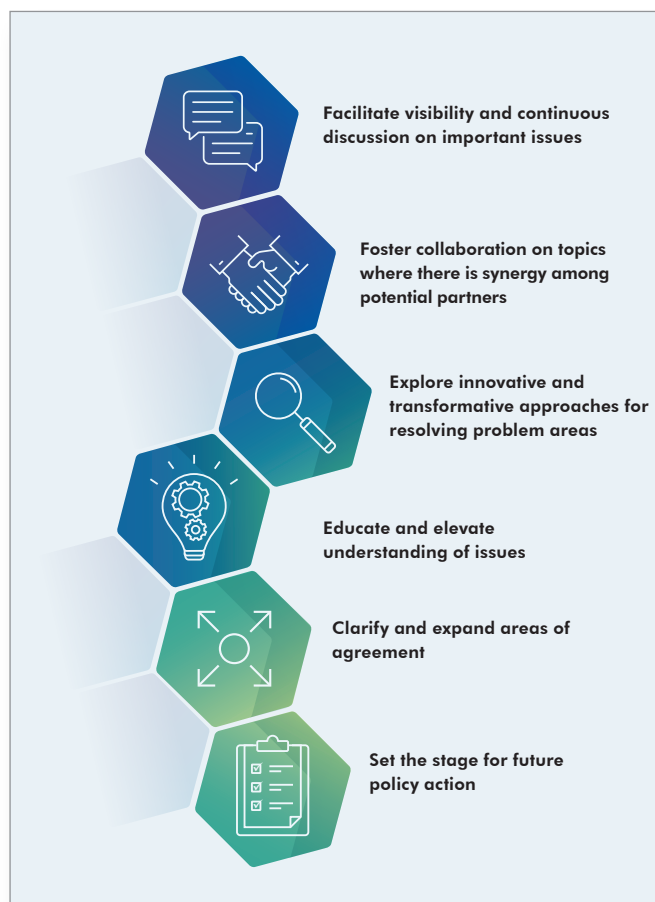 Facilitate visibility and continuous
discussion on important issues
Foster collaboration on topics
where there is synergy among
potential partners
Explore innovative and
transformative approaches for
resolving problem areas
Educate and elevate
understanding of issues
Clarify and expand areas of
agreement
Set the stage for future
policy action